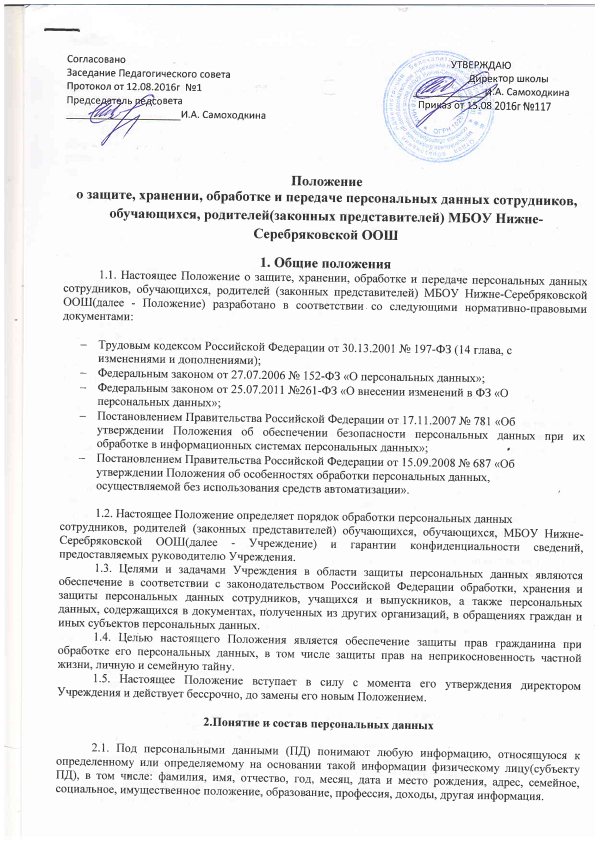 Согласовано
Заседание Педагогического совета
Протокол от 12.08.2016г №1
Председатель педсовета
И.А. Самоходкина
УТВЕРЖДАЮ
Директор школы
И.А. Самоходкина
Приказ от 15.08 2016г №117
Положение
о защите, хранении, обработке и передаче персональных данных сотрудников,
обучающихся, родителей(законных представителей) МБОУ Нижне-
Серебряковской ООШ
1. Общие положения
1.1. Настоящее Положение о защите, хранении, обработке и передаче персональных данных
сотрудников, обучающихся, родителей (законных представителей) МБОУ Нижне-Серебряковской
ООШ(далее - Положение) разработано в соответствии со следующими нормативно-правовыми
документами:
– Трудовым кодексом Российской Федерации от 30.13.2001 № 197-ФЗ (14 глава, с
изменениями и дополнениями);
– Федеральным законом от 27.07.2006 № 152-ФЗ «О персональных данных»;
– Федеральным законом от 25.07.2011 №261-ФЗ «О внесении изменений в ФЗ «О
персональных данных»;
– Постановлением Правительства Российской Федерации от 17.11.2007 № 781 «Об
утверждении Положения об обеспечении безопасности персональных данных при их
обработке в информационных системах персональных данных»;
– Постановлением Правительства Российской Федерации от 15.09.2008 № 687 «Об
утверждении Положения об особенностях обработки персональных данных,
осуществляемой без использования средств автоматизации».
1.2. Настоящее Положение определяет порядок обработки персональных данных
сотрудников, родителей (законных представителей) обучающихся, обучающихся, МБОУ Нижне-
Серебряковской ООШ(далее - Учреждение) и гарантии конфиденциальности сведений,
предоставляемых руководителю Учреждения.
1.3. Целями и задачами Учреждения в области защиты персональных данных являются
обеспечение в соответствии с законодательством Российской Федерации обработки, хранения и
защиты персональных данных сотрудников, учащихся и выпускников, а также персональных
данных, содержащихся в документах, полученных из других организаций, в обращениях граждан и
иных субъектов персональных данных.
1.4. Целью настоящего Положения является обеспечение защиты прав гражданина при
обработке его персональных данных, в том числе защиты прав на неприкосновенность частной
жизни, личную и семейную тайну.
1.5. Настоящее Положение вступает в силу с момента его утверждения директором
Учреждения и действует бессрочно, до замены его новым Положением.
2.Понятие и состав персональных данных
2.1. Под персональными данными (ПД) понимают любую информацию, относящуюся к
определенному или определяемому на основании такой информации физическому лицу(субъекту
ПД), в том числе: фамилия, имя, отчество, год, месяц, дата и место рождения, адрес, семейное,
социальное, имущественное положение, образование, профессия, доходы, другая информация.